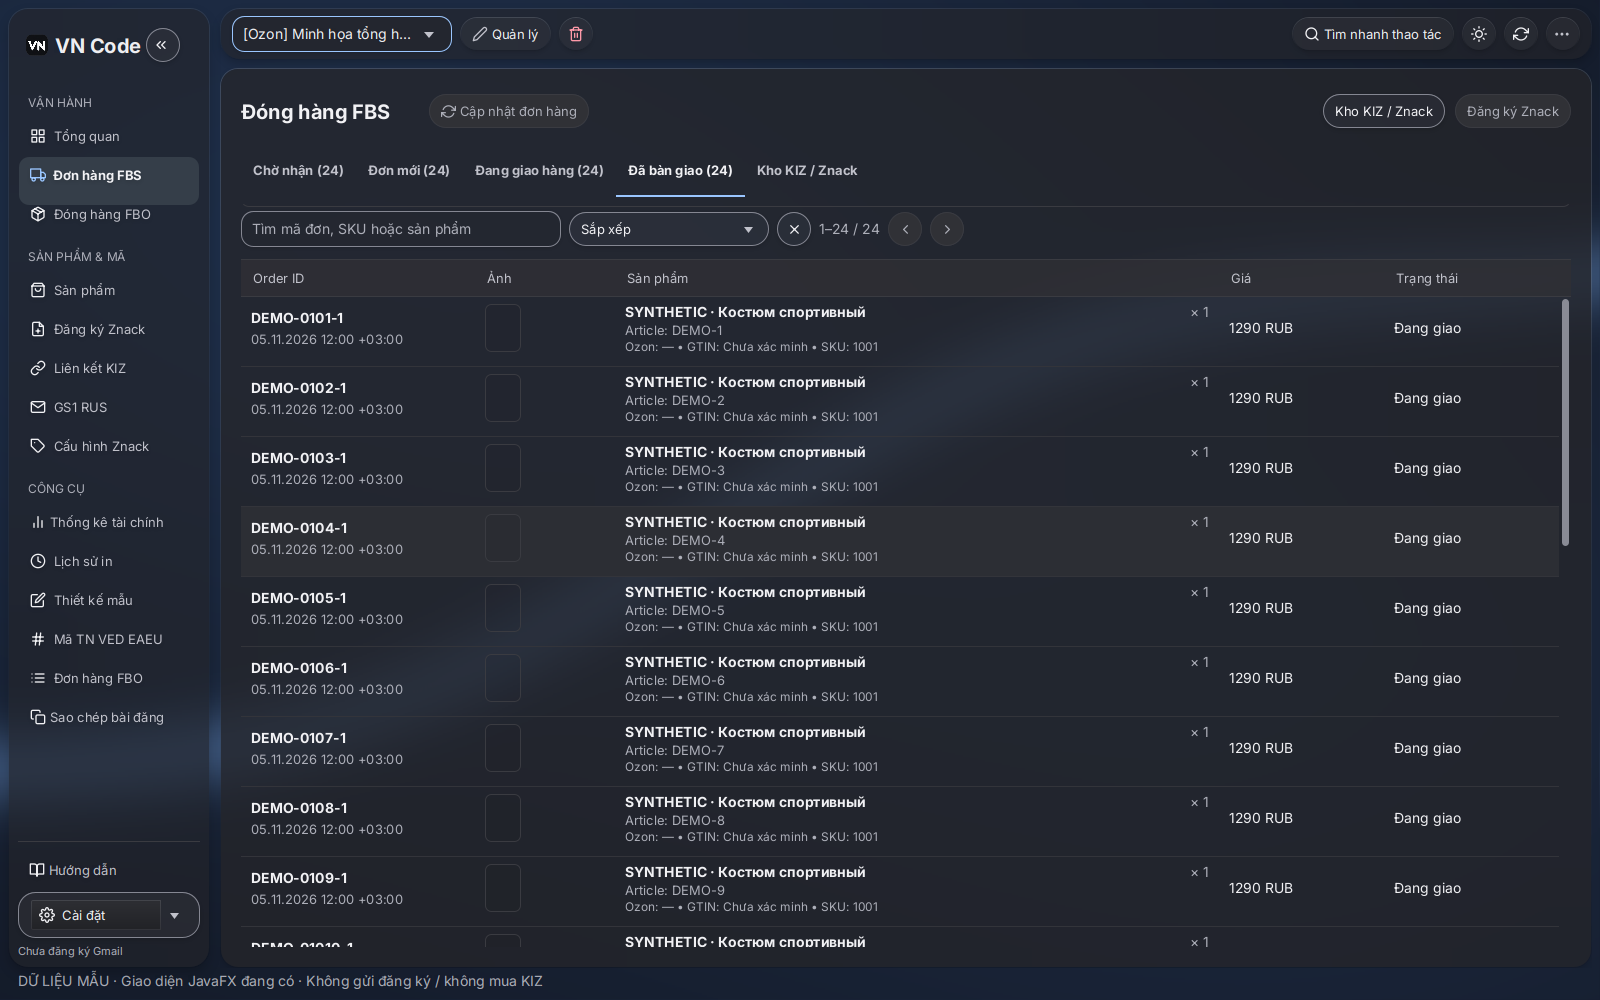 VN VN Code
VẬN HÀNH
Tổng quan
Đơn hàng FBS
Đóng hàng FBO
SẢN PHẨM & MÃ
Sản phẩm
Đăng ký Znack
Liên kết KIZ
GS1 RUS
Cấu hình Znack
CÔNG CỤ
Thống kê tài chính
Lịch sử in
Thiết kế mẫu
Mã TN VED EAEU
Đơn hàng FBO
Sao chép bài đăng
Hướng dẫn
Cài đặt
Chưa đăng ký Gmail
[Ozon] Minh họa tổng h...
Quản lý
Tìm nhanh thao tác
Đóng hàng FBS
Cập nhật đơn hàng
Kho KIZ / Znack
Đăng ký Znack
Chờ nhận (24)
Đơn mới (24)
Đang giao hàng (24)
Đã bàn giao (24)
Kho KIZ / Znack
Tìm mã đơn, SKU hoặc sản phẩm
Sắp xếp
1–24 / 24
Order ID Ảnh Sản phẩm Giá Trạng thái
DEMO-0101-1
05.11.2026 12:00 +03:00
SYNTHETIC · Костюм спортивный × 1
Article: DEMO-1
Ozon: — • GTIN: Chưa xác minh • SKU: 1001
1290 RUB
Đang giao
DEMO-0102-1
05.11.2026 12:00 +03:00
SYNTHETIC · Костюм спортивный × 1
Article: DEMO-2
Ozon: — • GTIN: Chưa xác minh • SKU: 1001
1290 RUB
Đang giao
DEMO-0103-1
05.11.2026 12:00 +03:00
SYNTHETIC · Костюм спортивный × 1
Article: DEMO-3
Ozon: — • GTIN: Chưa xác minh • SKU: 1001
1290 RUB
Đang giao
DEMO-0104-1
05.11.2026 12:00 +03:00
SYNTHETIC · Костюм спортивный × 1
Article: DEMO-4
Ozon: — • GTIN: Chưa xác minh • SKU: 1001
1290 RUB
Đang giao
DEMO-0105-1
05.11.2026 12:00 +03:00
SYNTHETIC · Костюм спортивный × 1
Article: DEMO-5
Ozon: — • GTIN: Chưa xác minh • SKU: 1001
1290 RUB
Đang giao
DEMO-0106-1
05.11.2026 12:00 +03:00
SYNTHETIC · Костюм спортивный × 1
Article: DEMO-6
Ozon: — • GTIN: Chưa xác minh • SKU: 1001
1290 RUB
Đang giao
DEMO-0107-1
05.11.2026 12:00 +03:00
SYNTHETIC · Костюм спортивный × 1
Article: DEMO-7
Ozon: — • GTIN: Chưa xác minh • SKU: 1001
1290 RUB
Đang giao
DEMO-0108-1
05.11.2026 12:00 +03:00
SYNTHETIC · Костюм спортивный × 1
Article: DEMO-8
Ozon: — • GTIN: Chưa xác minh • SKU: 1001
1290 RUB
Đang giao
DEMO-0109-1
05.11.2026 12:00 +03:00
SYNTHETIC · Костюм спортивный × 1
Article: DEMO-9
Ozon: — • GTIN: Chưa xác minh • SKU: 1001
1290 RUB
Đang giao
DEMO-01010-1
SYNTHETIC · Костюм спортивный × 1
DỮ LIỆU MẪU · Giao diện JavaFX đang có · Không gửi đăng ký / không mua KIZ